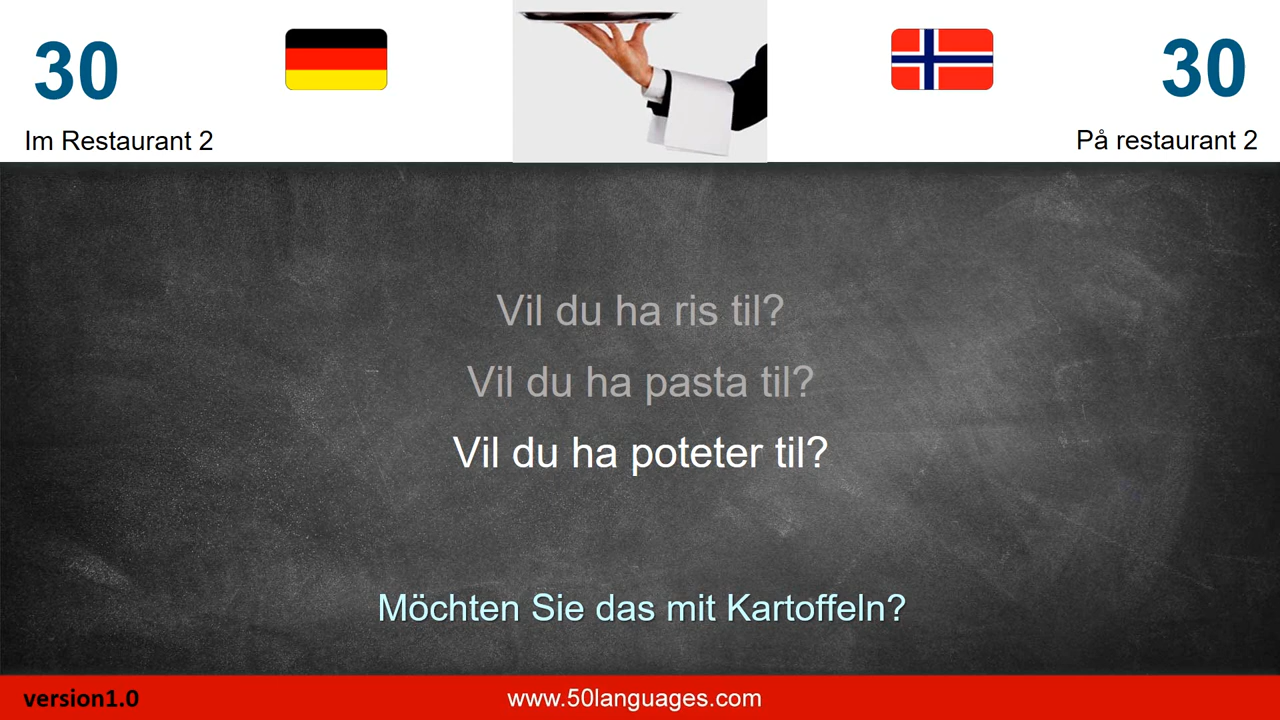 30
30
Im Restaurant 2
På restaurant 2
Vil du ha ris til?
Vil du ha pasta til?
Vil du ha poteter til?
Möchten Sie das mit Kartoffeln?
version1.0
www.50languages.com